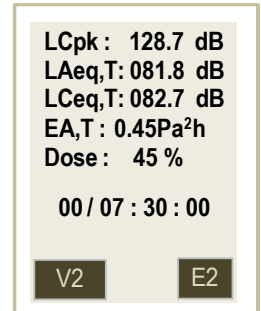 LCpk : 128.7 dB
LAeq,T: 081.8 dB
LCeq,T: 082.7 dB
EA,T : 0.45Pa²h
Dose : 45 %
00 / 07 : 30 : 00
V2 E2